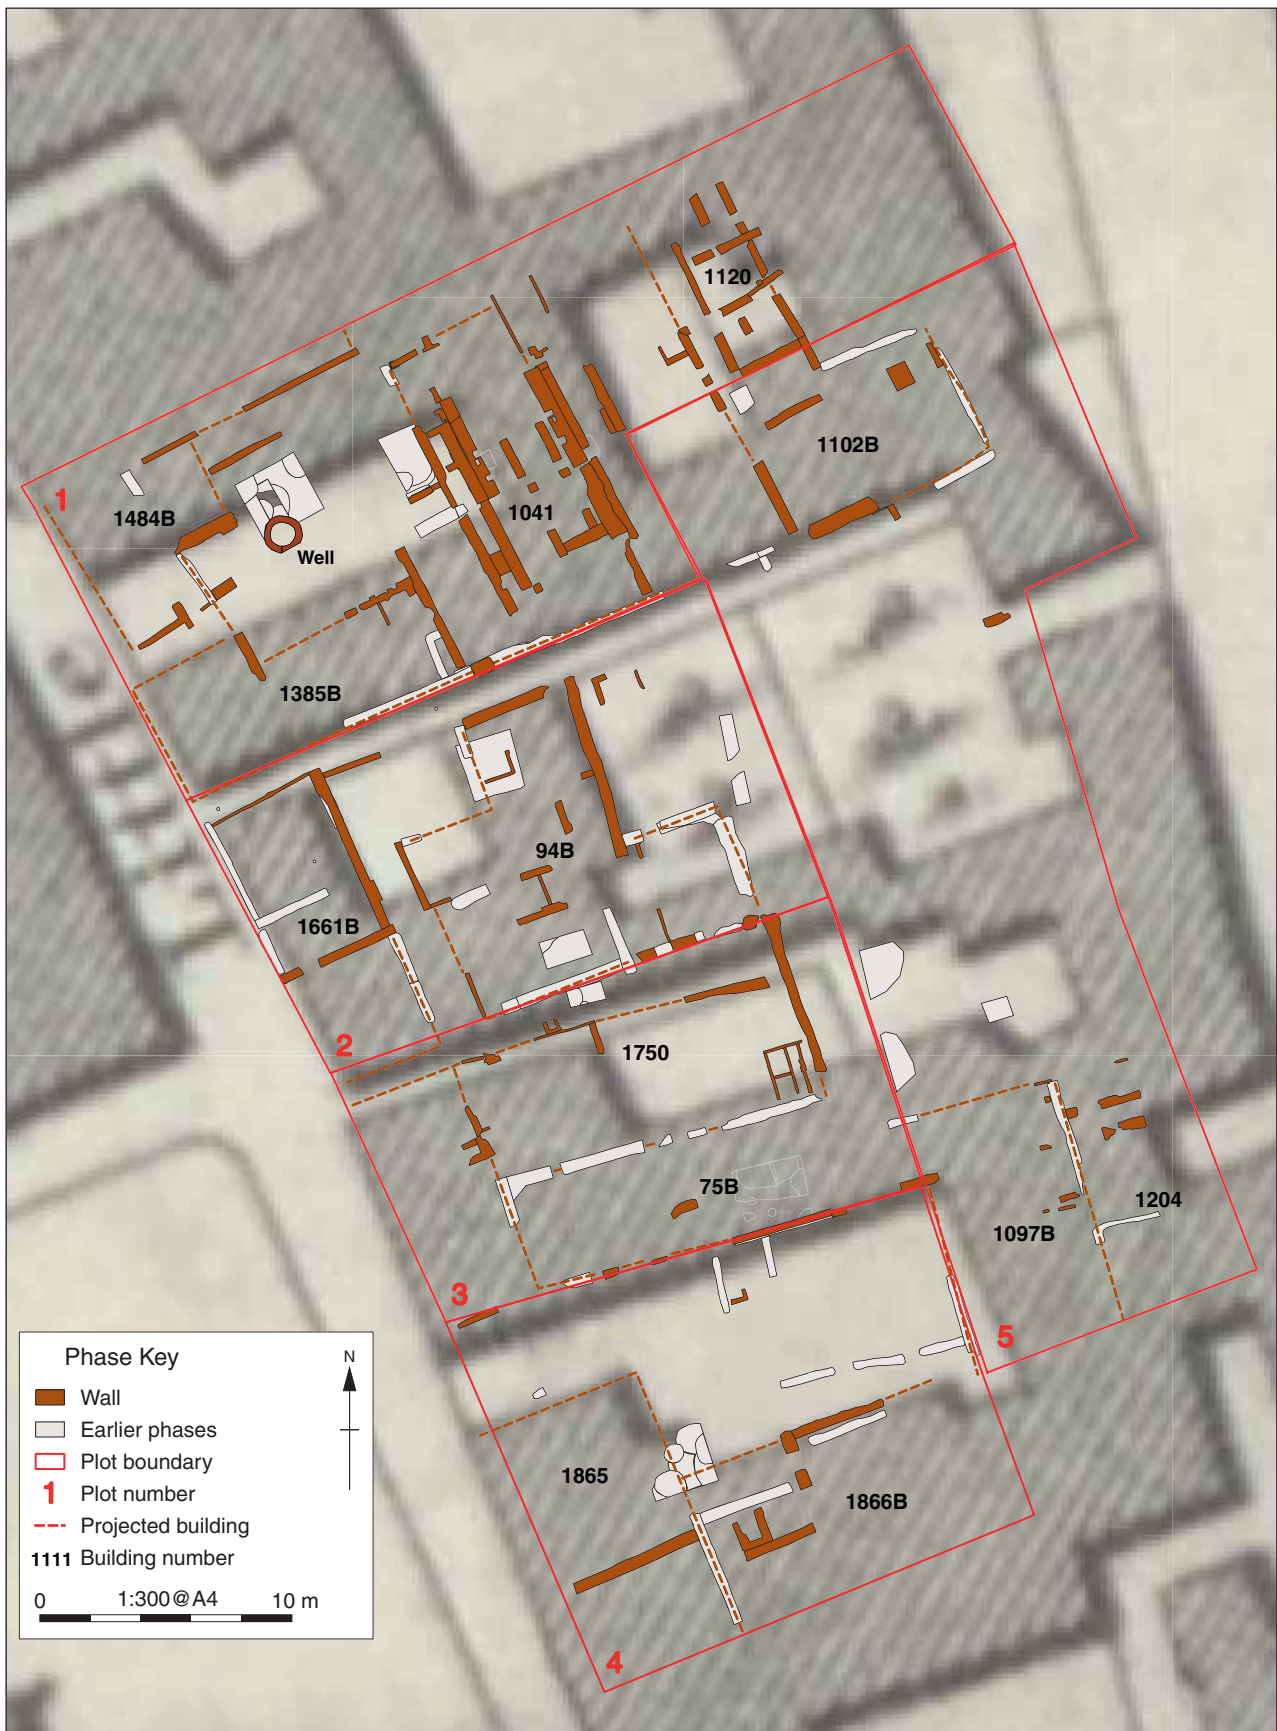 1120
1102B
1
1484B
1041
Well
1385B
94B
1661B
2
1750
75B
1204
1097B
3
5
1865
1866B
4
Phase Key
N
Wall
Earlier phases
Plot boundary
1 Plot number
Projected building
1111 Building number
0 1:300@A4 10 m